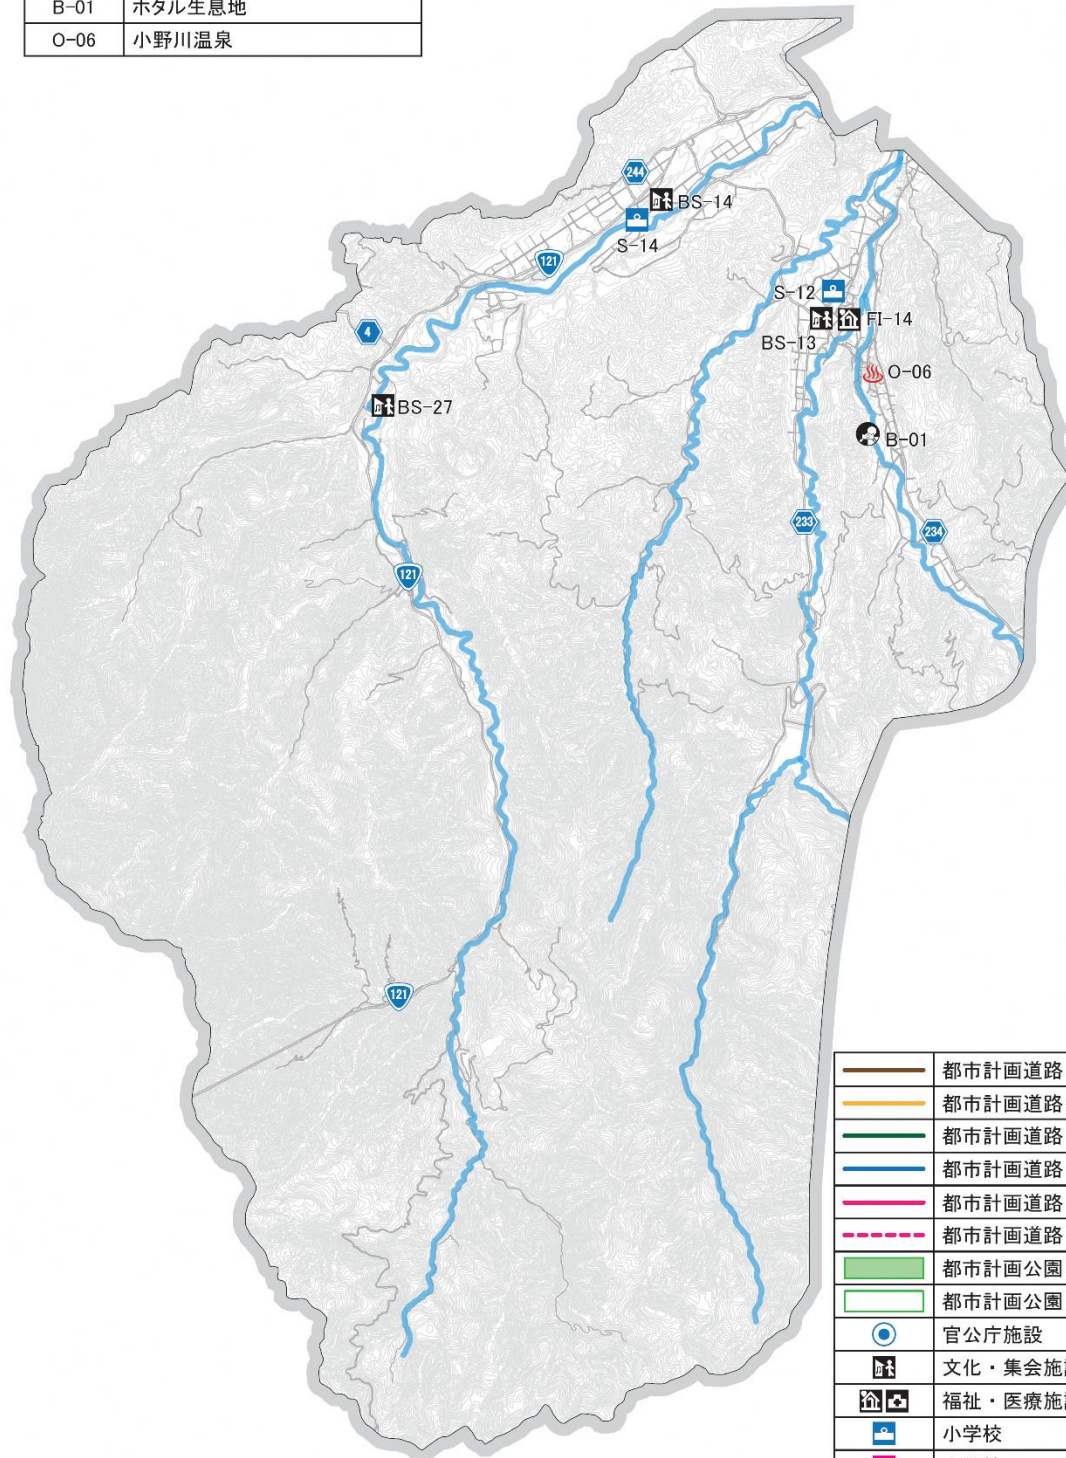 B-01 ホタル生息地
O-06 小野川温泉
244
BS-14
S-14
121
S-12
4
BS-13
FI-14
O-06
BS-27
B-01
233
234
121
121
都市計画道路
都市計画道路
都市計画道路
都市計画道路
都市計画道路
都市計画道路
都市計画公園
都市計画公園
官公庁施設
文化・集会施
福祉・医療施
小学校